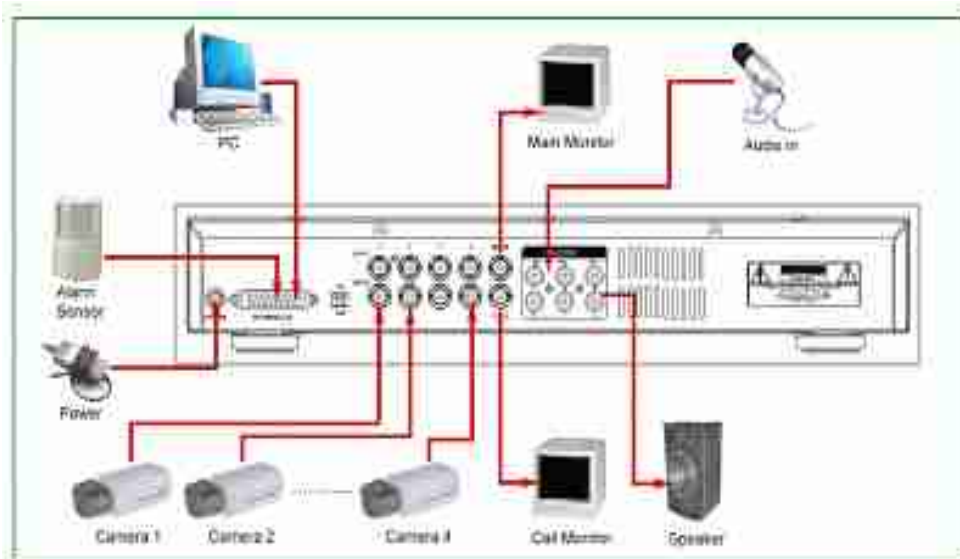 PC
Main Monitor
Audio in
Alarm
Sensor
Power
Camera 1
Camera 2
Camera 4
Call Monitor
Speaker